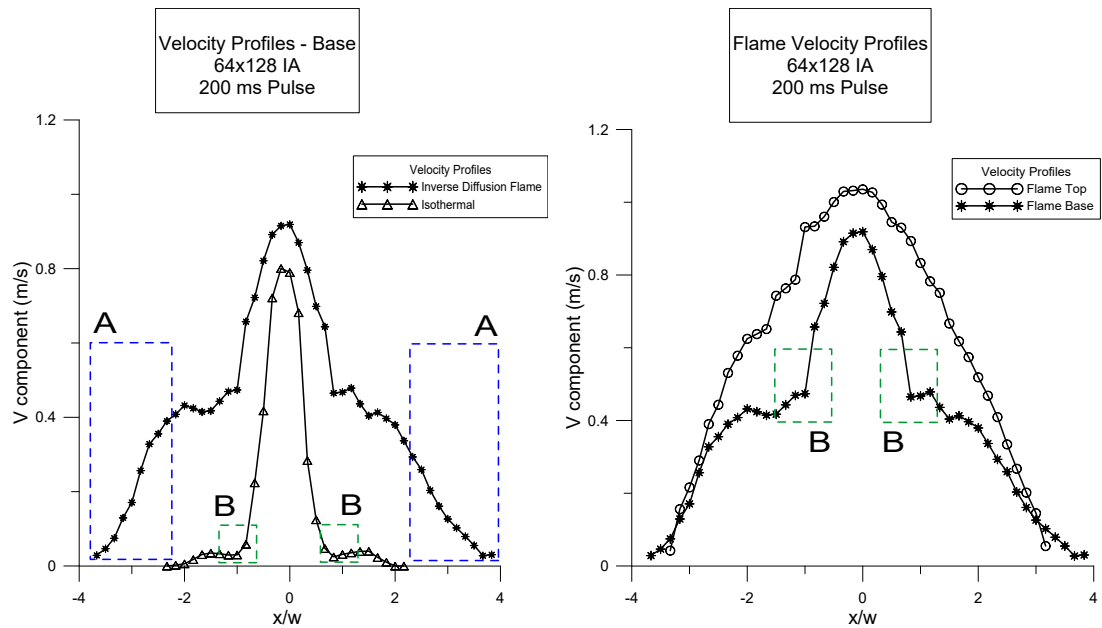 Velocity Profiles - Base
64x128 IA
200 ms Pulse
1.2
0.8
0.4
0
V component (m/s)
Velocity Profiles
Inverse Diffusion Flame
Isothermal
A
A
B
B
-4
-2
0
2
4
x/w
Flame Velocity Profiles
64x128 IA
200 ms Pulse
1.2
0.8
0.4
0
V component (m/s)
Velocity Profiles
Flame Top
Flame Base
B
B
-4
-2
0
2
4
x/w